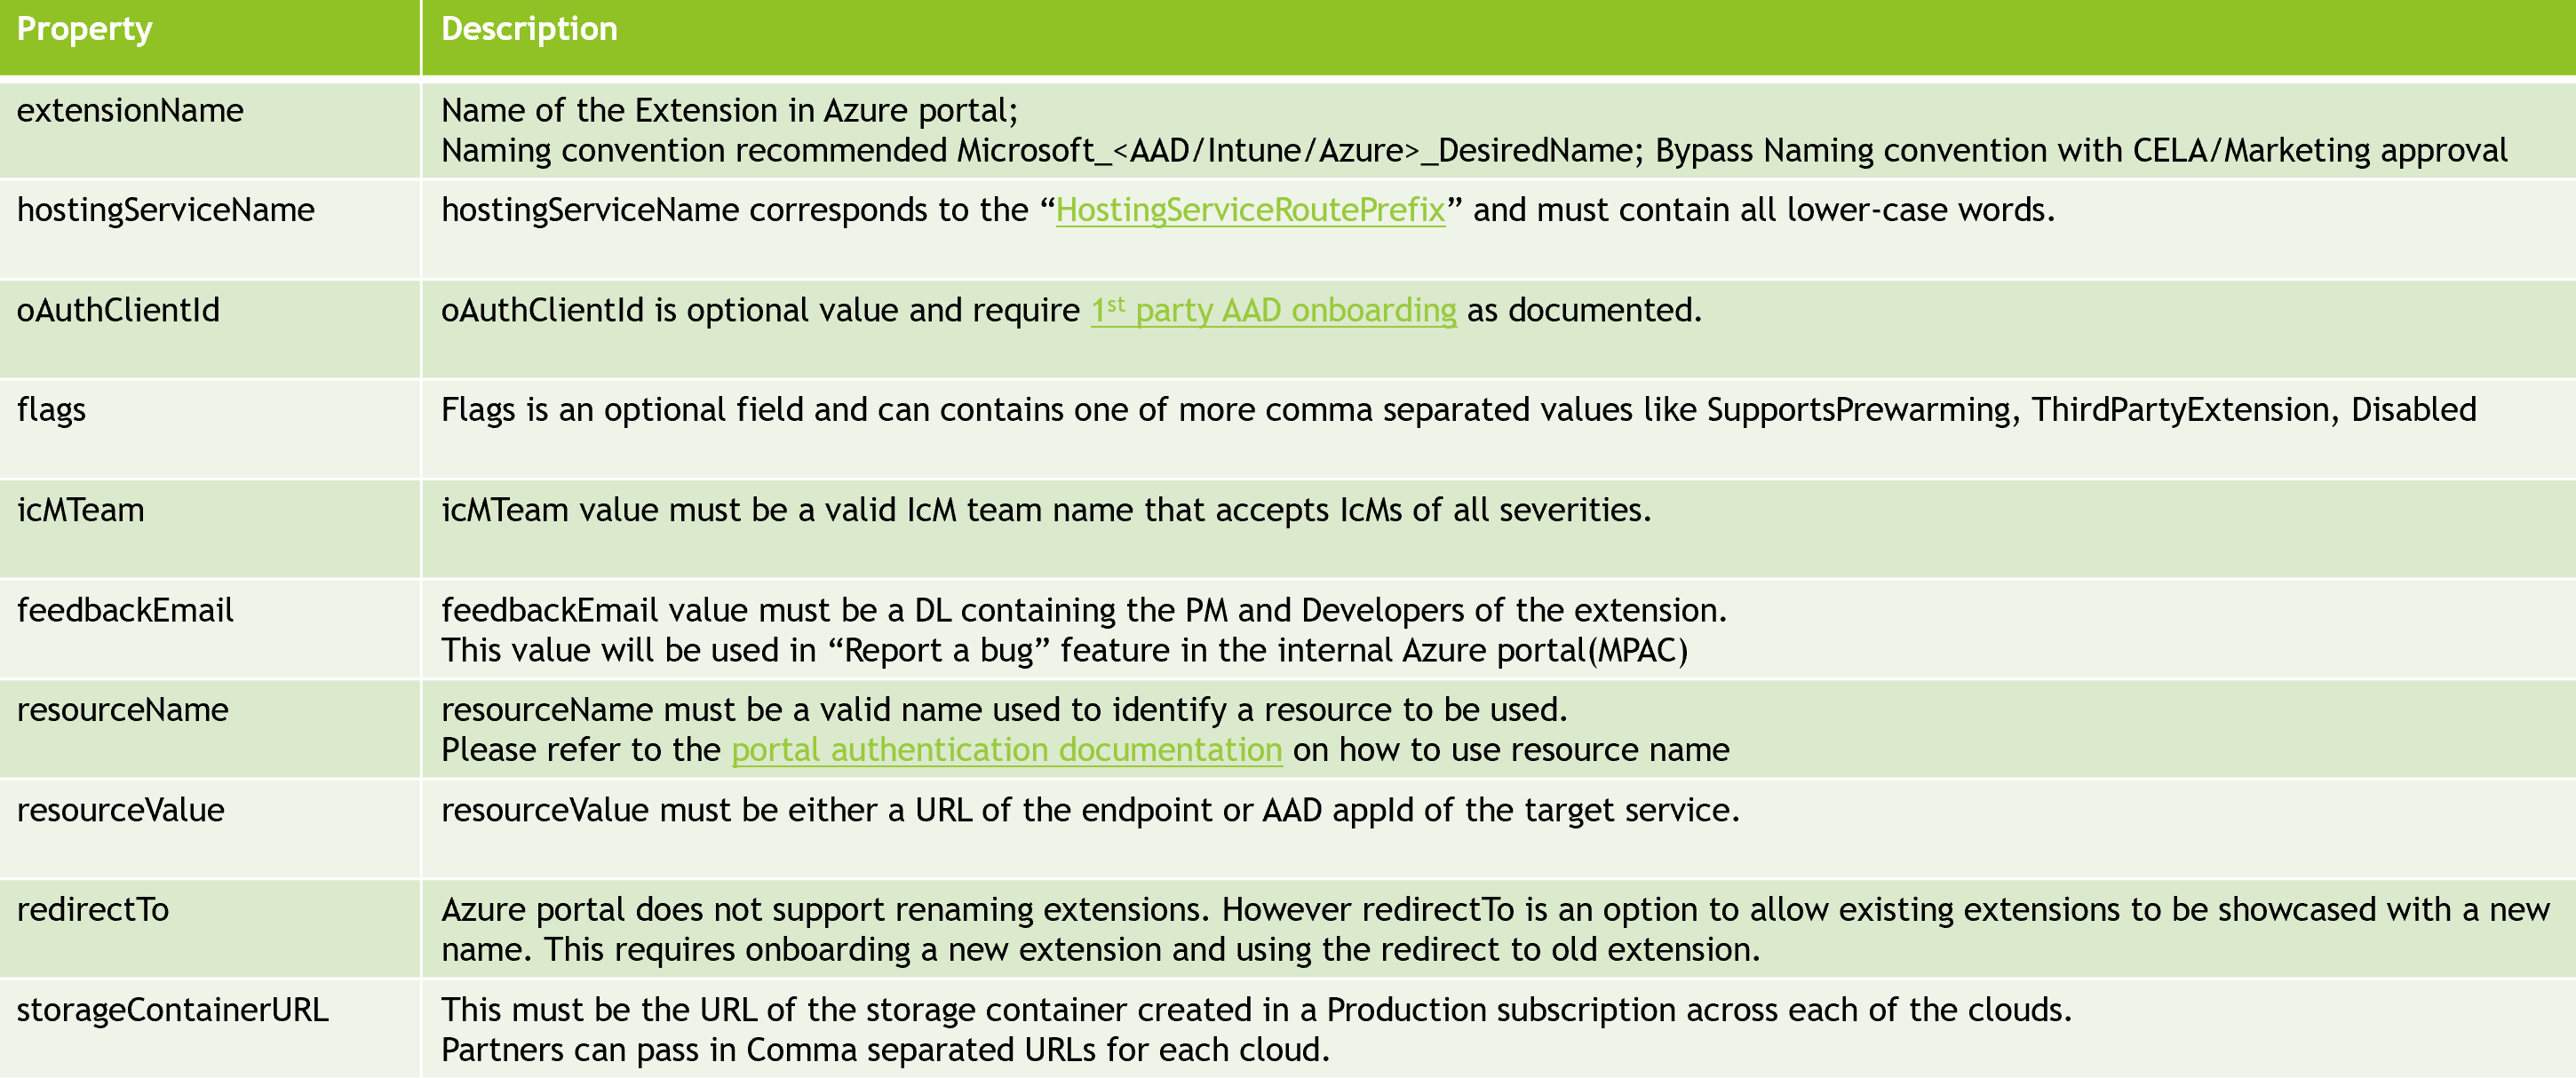 Property
Description
extensionName
Name of the Extension in Azure portal;
Naming convention recommended Microsoft_<AAD/Intune/Azure>_DesiredName; Bypass Naming convention with CELA/Marketing approval
hostingServiceName
hostingServiceName corresponds to the “HostingServiceRoutePrefix” and must contain all lower-case words.
oAuthClientId
oAuthClientId is optional value and require 1st party AAD onboarding as documented.
flags
Flags is an optional field and can contains one of more comma separated values like SupportsPrewarming, ThirdPartyExtension, Disabled
icMTeam
icMTeam value must be a valid IcM team name that accepts IcMs of all severities.
feedbackEmail
feedbackEmail value must be a DL containing the PM and Developers of the extension.
This value will be used in “Report a bug” feature in the internal Azure portal(MPAC)
resourceName
resourceName must be a valid name used to identify a resource to be used.
Please refer to the portal authentication documentation on how to use resource name
resourceValue
resourceValue must be either a URL of the endpoint or AAD appId of the target service.
redirectTo
Azure portal does not support renaming extensions. However redirectTo is an option to allow existing extensions to be showcased with a new
name. This requires onboarding a new extension and using the redirect to old extension.
storageContainerURL
This must be the URL of the storage container created in a Production subscription across each of the clouds.
Partners can pass in Comma separated URLs for each cloud.